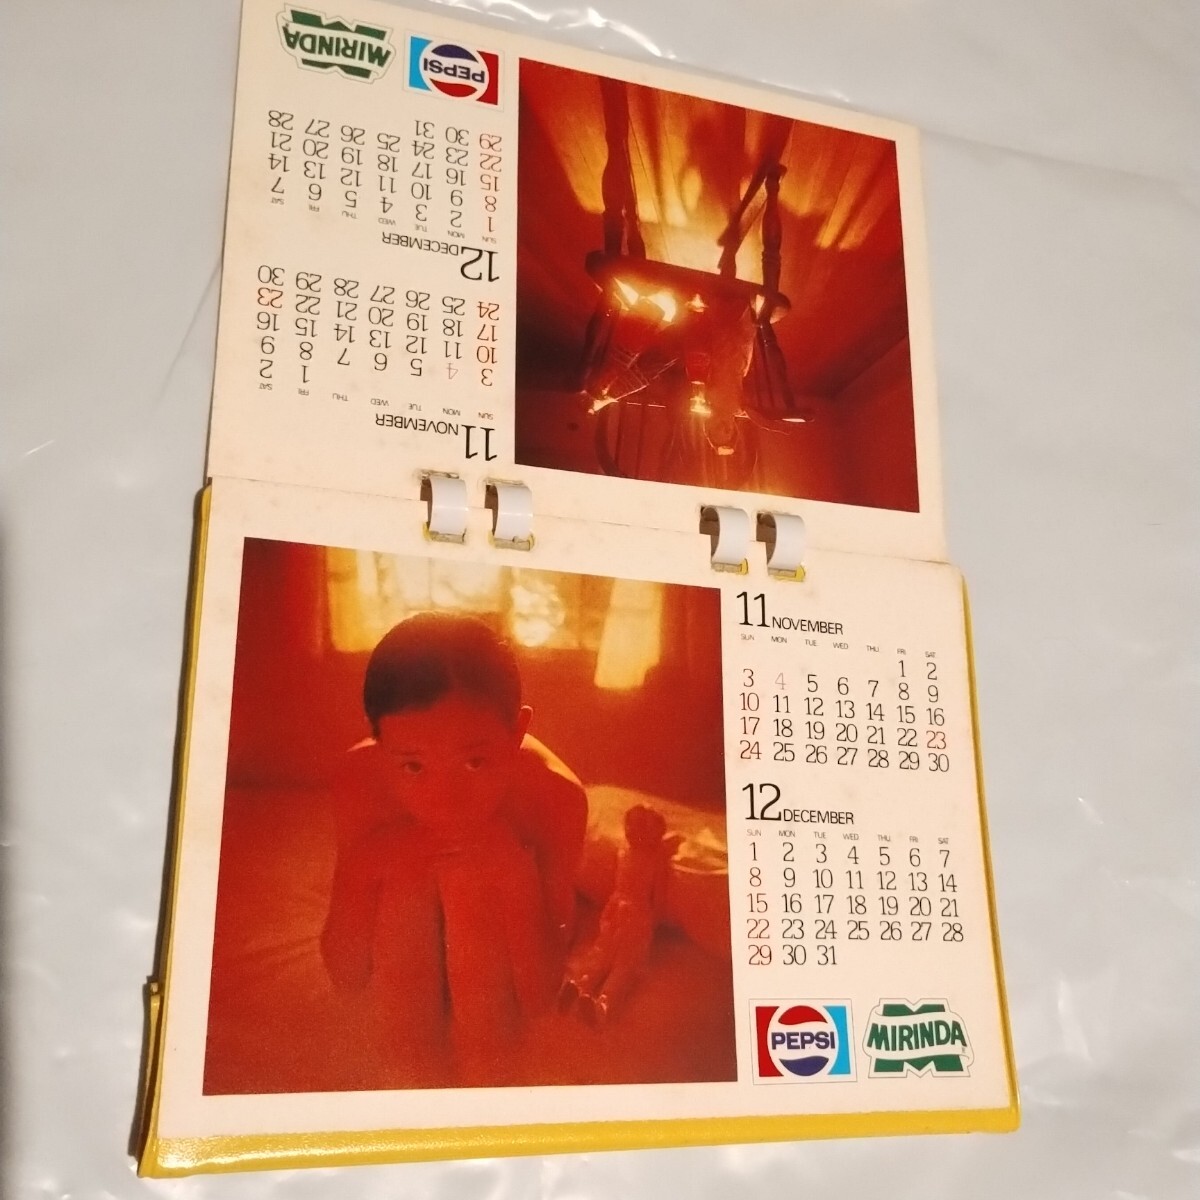 MIRINDA
PEPSI
12 DECEMBER
SUN MON TUE WED THU FRI SAT
1 2 3 4 5 6 7
8 9 10 11 12 13 14
15 16 17 18 19 20 21
22 23 24 25 26 27 28
29 30 31
11 NOVEMBER
SUN MON TUE WED THU FRI SAT
1 2
3 4 5 6 7 8 9
10 11 12 13 14 15 16
17 18 19 20 21 22 23
24 25 26 27 28 29 30
11 NOVEMBER
SUN MON TUE WED THU FRI SAT
1 2
3 4 5 6 7 8 9
10 11 12 13 14 15 16
17 18 19 20 21 22 23
24 25 26 27 28 29 30
12 DECEMBER
SUN MON TUE WED THU FRI SAT
1 2 3 4 5 6 7
8 9 10 11 12 13 14
15 16 17 18 19 20 21
22 23 24 25 26 27 28
29 30 31
PEPSI MIRINDA